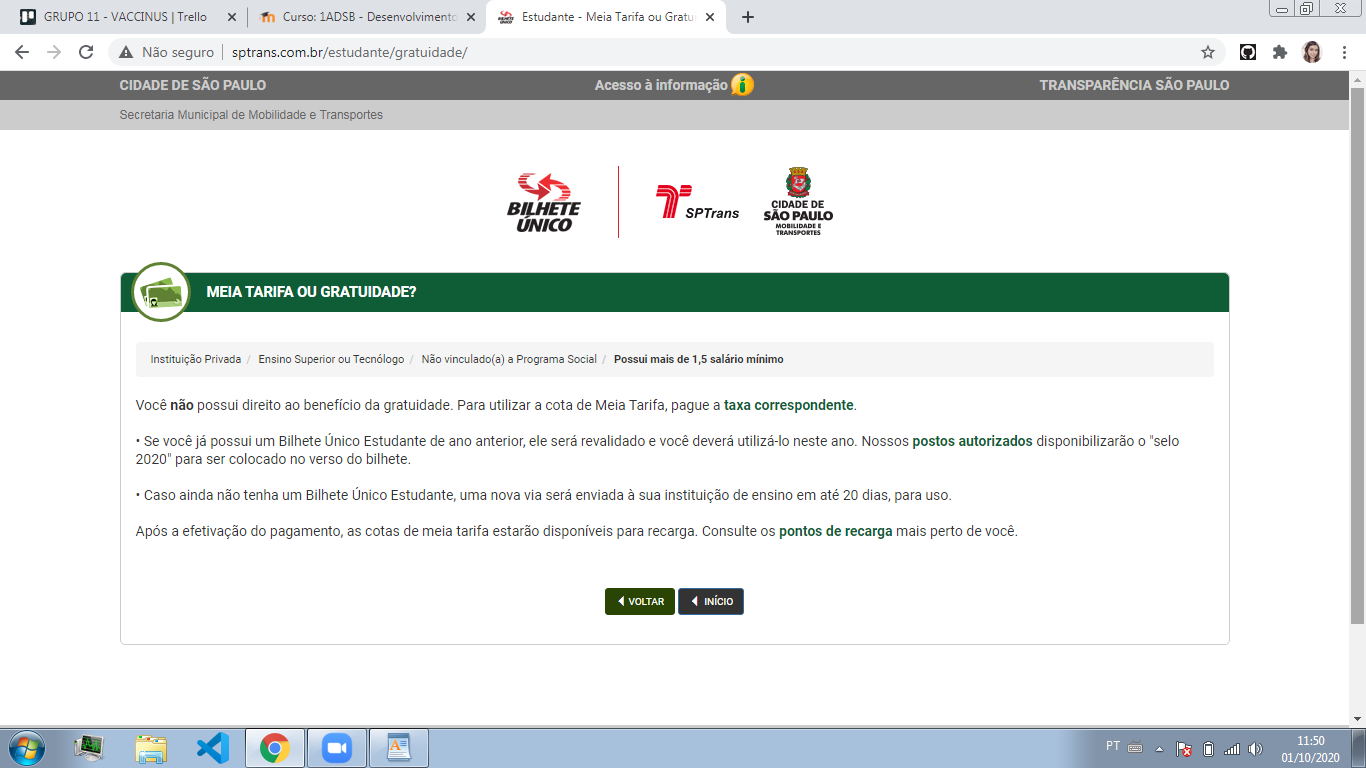 GRUPO 11 - VACCINUS | Trello
Curso: 1ADSB - Desenvolvimento
Estudante - Meia Tarifa ou Gratui
Não seguro
sptrans.com.br/estudante/gratuidade/
CIDADE DE SÃO PAULO
Acesso à informação
TRANSPARÊNCIA SÃO PAULO
Secretaria Municipal de Mobilidade e Transportes
BILHETE
ÚNICO
SPTrans
CIDADE DE
SÃO PAULO
MOBILIDADE E
TRANSPORTES
MEIA TARIFA OU GRATUIDADE?
Instituição Privada / Ensino Superior ou Tecnólogo / Não vinculado(a) a Programa Social / Possui mais de 1,5 salário mínimo
Você não possui direito ao benefício da gratuidade. Para utilizar a cota de Meia Tarifa, pague a taxa correspondente.
• Se você já possui um Bilhete Único Estudante de ano anterior, ele será revalidado e você deverá utilizá-lo neste ano. Nossos postos autorizados disponibilizarão o "selo
2020" para ser colocado no verso do bilhete.
• Caso ainda não tenha um Bilhete Único Estudante, uma nova via será enviada à sua instituição de ensino em até 20 dias, para uso.
Após a efetivação do pagamento, as cotas de meia tarifa estarão disponíveis para recarga. Consulte os pontos de recarga mais perto de você.
VOLTAR
INÍCIO
PT
11:50
01/10/2020